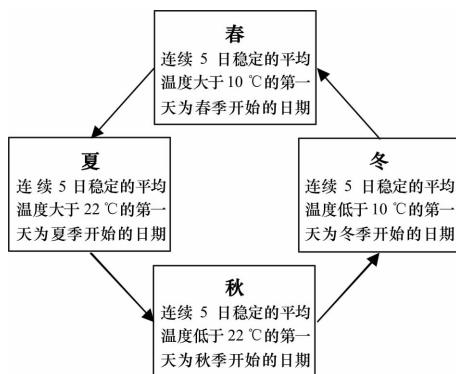 春
连续 5 日稳定的平均
温度大于 10 ℃的第一
天为春季开始的日期
夏
连续 5 日稳定的平均
温度大于 22 ℃的第一
天为夏季开始的日期
冬
连续 5 日稳定的平均
温度低于 10 ℃的第一
天为冬季开始的日期
秋
连续 5 日稳定的平均
温度低于 22 ℃的第一
天为秋季开始的日期